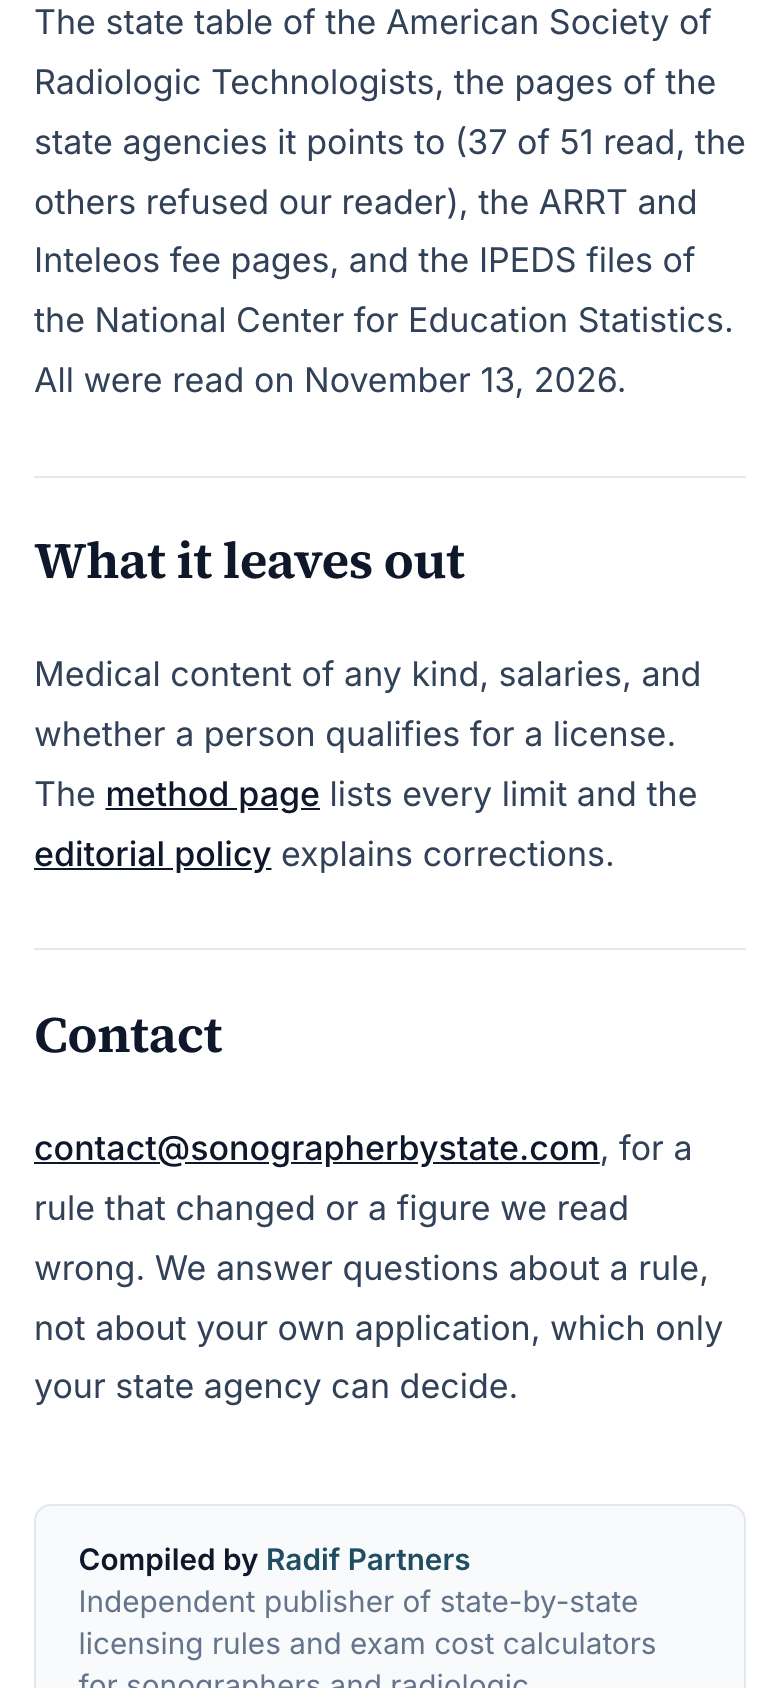 The state table of the American Society of
Radiologic Technologists, the pages of the
state agencies it points to (37 of 51 read, the
others refused our reader), the ARRT and
Inteleos fee pages, and the IPEDS files of
the National Center for Education Statistics.
All were read on November 13, 2026.
What it leaves out
Medical content of any kind, salaries, and
whether a person qualifies for a license.
The method page lists every limit and the
editorial policy explains corrections.
Contact
contact@sonographerbystate.com, for a
rule that changed or a figure we read
wrong. We answer questions about a rule,
not about your own application, which only
your state agency can decide.
Compiled by Radif Partners
Independent publisher of state-by-state
licensing rules and exam cost calculators
for sonographers and radiologic